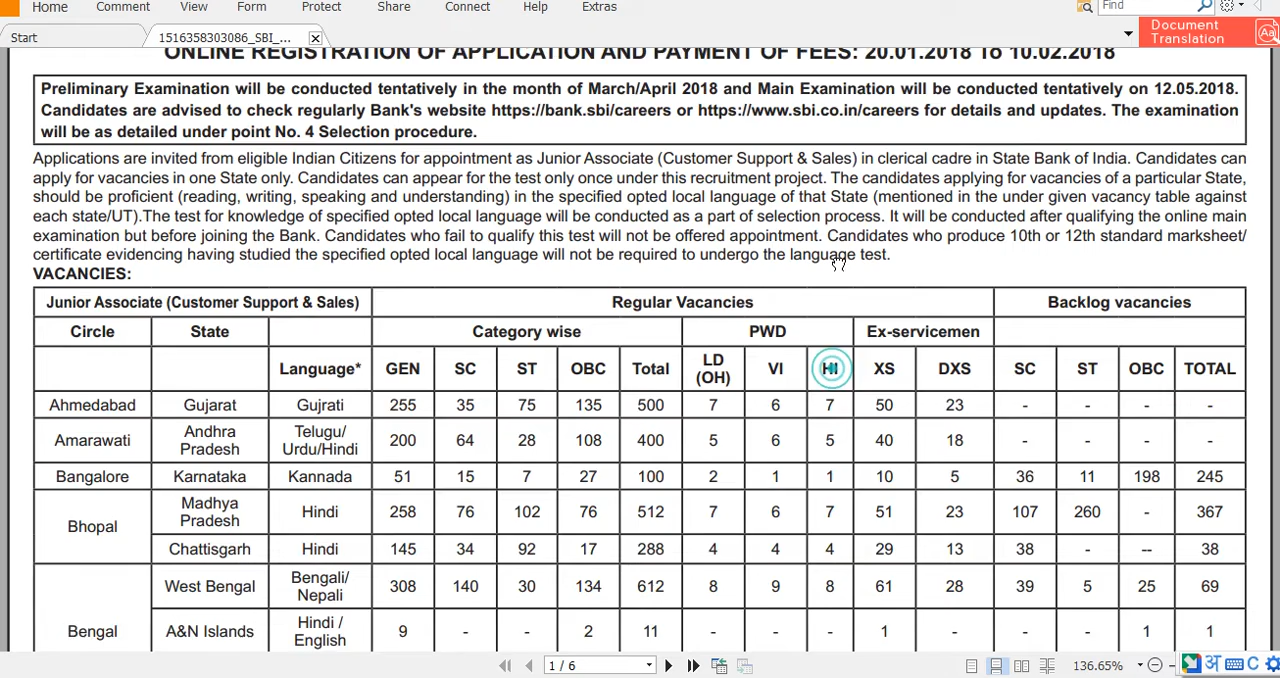 Home Comment View Form Protect Share Connect Help Extras Find
Start 1516358303086_SBI_... Document
Translation
ONLINE REGISTRATION OF APPLICATION AND PAYMENT OF FEES: 20.01.2018 To 10.02.2018
Preliminary Examination will be conducted tentatively in the month of March/April 2018 and Main Examination will be conducted tentatively on 12.05.2018.
Candidates are advised to check regularly Bank's website https://bank.sbi/careers or https://www.sbi.co.in/careers for details and updates. The examination
will be as detailed under point No. 4 Selection procedure.
Applications are invited from eligible Indian Citizens for appointment as Junior Associate (Customer Support & Sales) in clerical cadre in State Bank of India. Candidates can
apply for vacancies in one State only. Candidates can appear for the test only once under this recruitment project. The candidates applying for vacancies of a particular State,
should be proficient (reading, writing, speaking and understanding) in the specified opted local language of that State (mentioned in the under given vacancy table against
each state/UT).The test for knowledge of specified opted local language will be conducted as a part of selection process. It will be conducted after qualifying the online main
examination but before joining the Bank. Candidates who fail to qualify this test will not be offered appointment. Candidates who produce 10th or 12th standard marksheet/
certificate evidencing having studied the specified opted local language will not be required to undergo the language test.
VACANCIES:
Junior Associate (Customer Support & Sales) Regular Vacancies Backlog vacancies
Circle State Category wise PWD Ex-servicemen
Language* GEN SC ST OBC Total LD (OH) VI HI XS DXS SC ST OBC TOTAL
Ahmedabad Gujarat Gujrati 255 35 75 135 500 7 6 7 50 23 - - - -
Amarawati Andhra Pradesh Telugu/ Urdu/Hindi 200 64 28 108 400 5 6 5 40 18 - - - -
Bangalore Karnataka Kannada 51 15 7 27 100 2 1 1 10 5 36 11 198 245
Bhopal Madhya Pradesh Hindi 258 76 102 76 512 7 6 7 51 23 107 260 - 367
Chattisgarh Hindi 145 34 92 17 288 4 4 4 29 13 38 - -- 38
Bengal West Bengal Bengali/ Nepali 308 140 30 134 612 8 9 8 61 28 39 5 25 69
A&N Islands Hindi / English 9 - - 2 11 - - - 1 - - - 1 1
1 / 6 136.65% अ